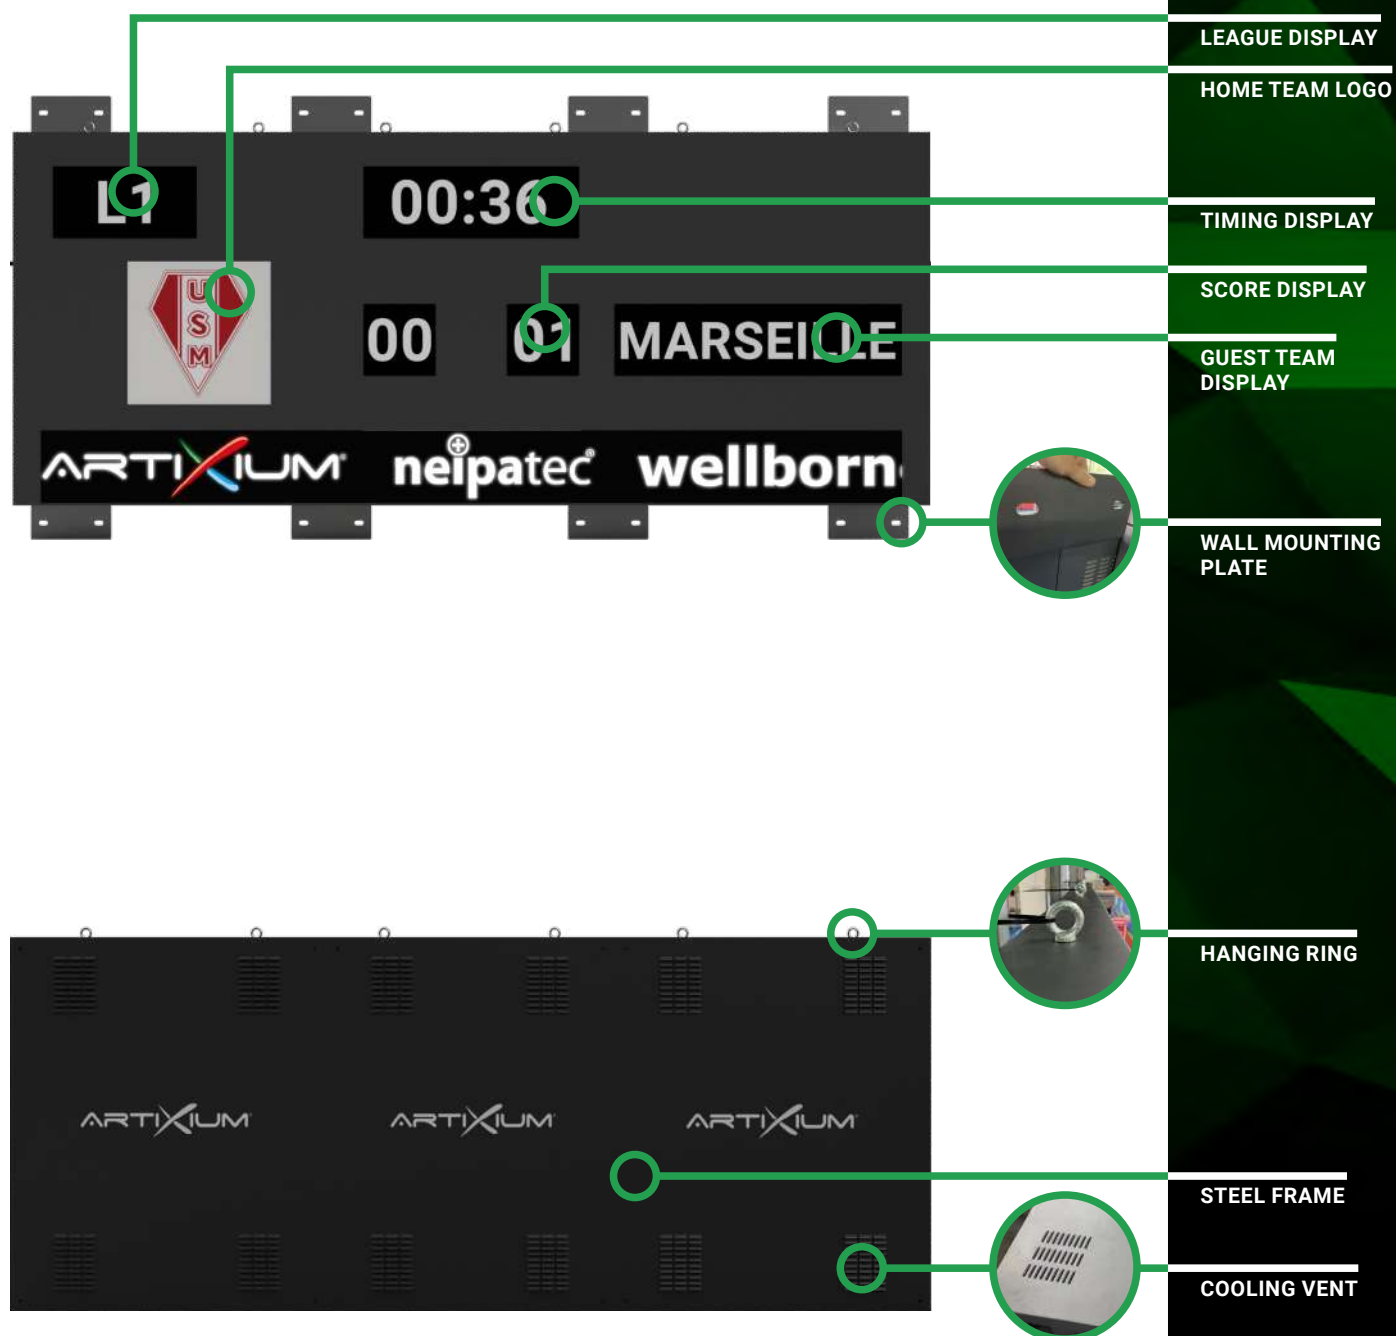 LEAGUE DISPLAY
HOME TEAM LOGO
L1
00:36
TIMING DISPLAY
SCORE DISPLAY
U
S
M
00
01
MARSEILLE
GUEST TEAM
DISPLAY
ARTIXIUM
neipatec®
wellborn
WALL MOUNTING
PLATE
HANGING RING
ARTIXIUM
ARTIXIUM
ARTIXIUM
STEEL FRAME
COOLING VENT